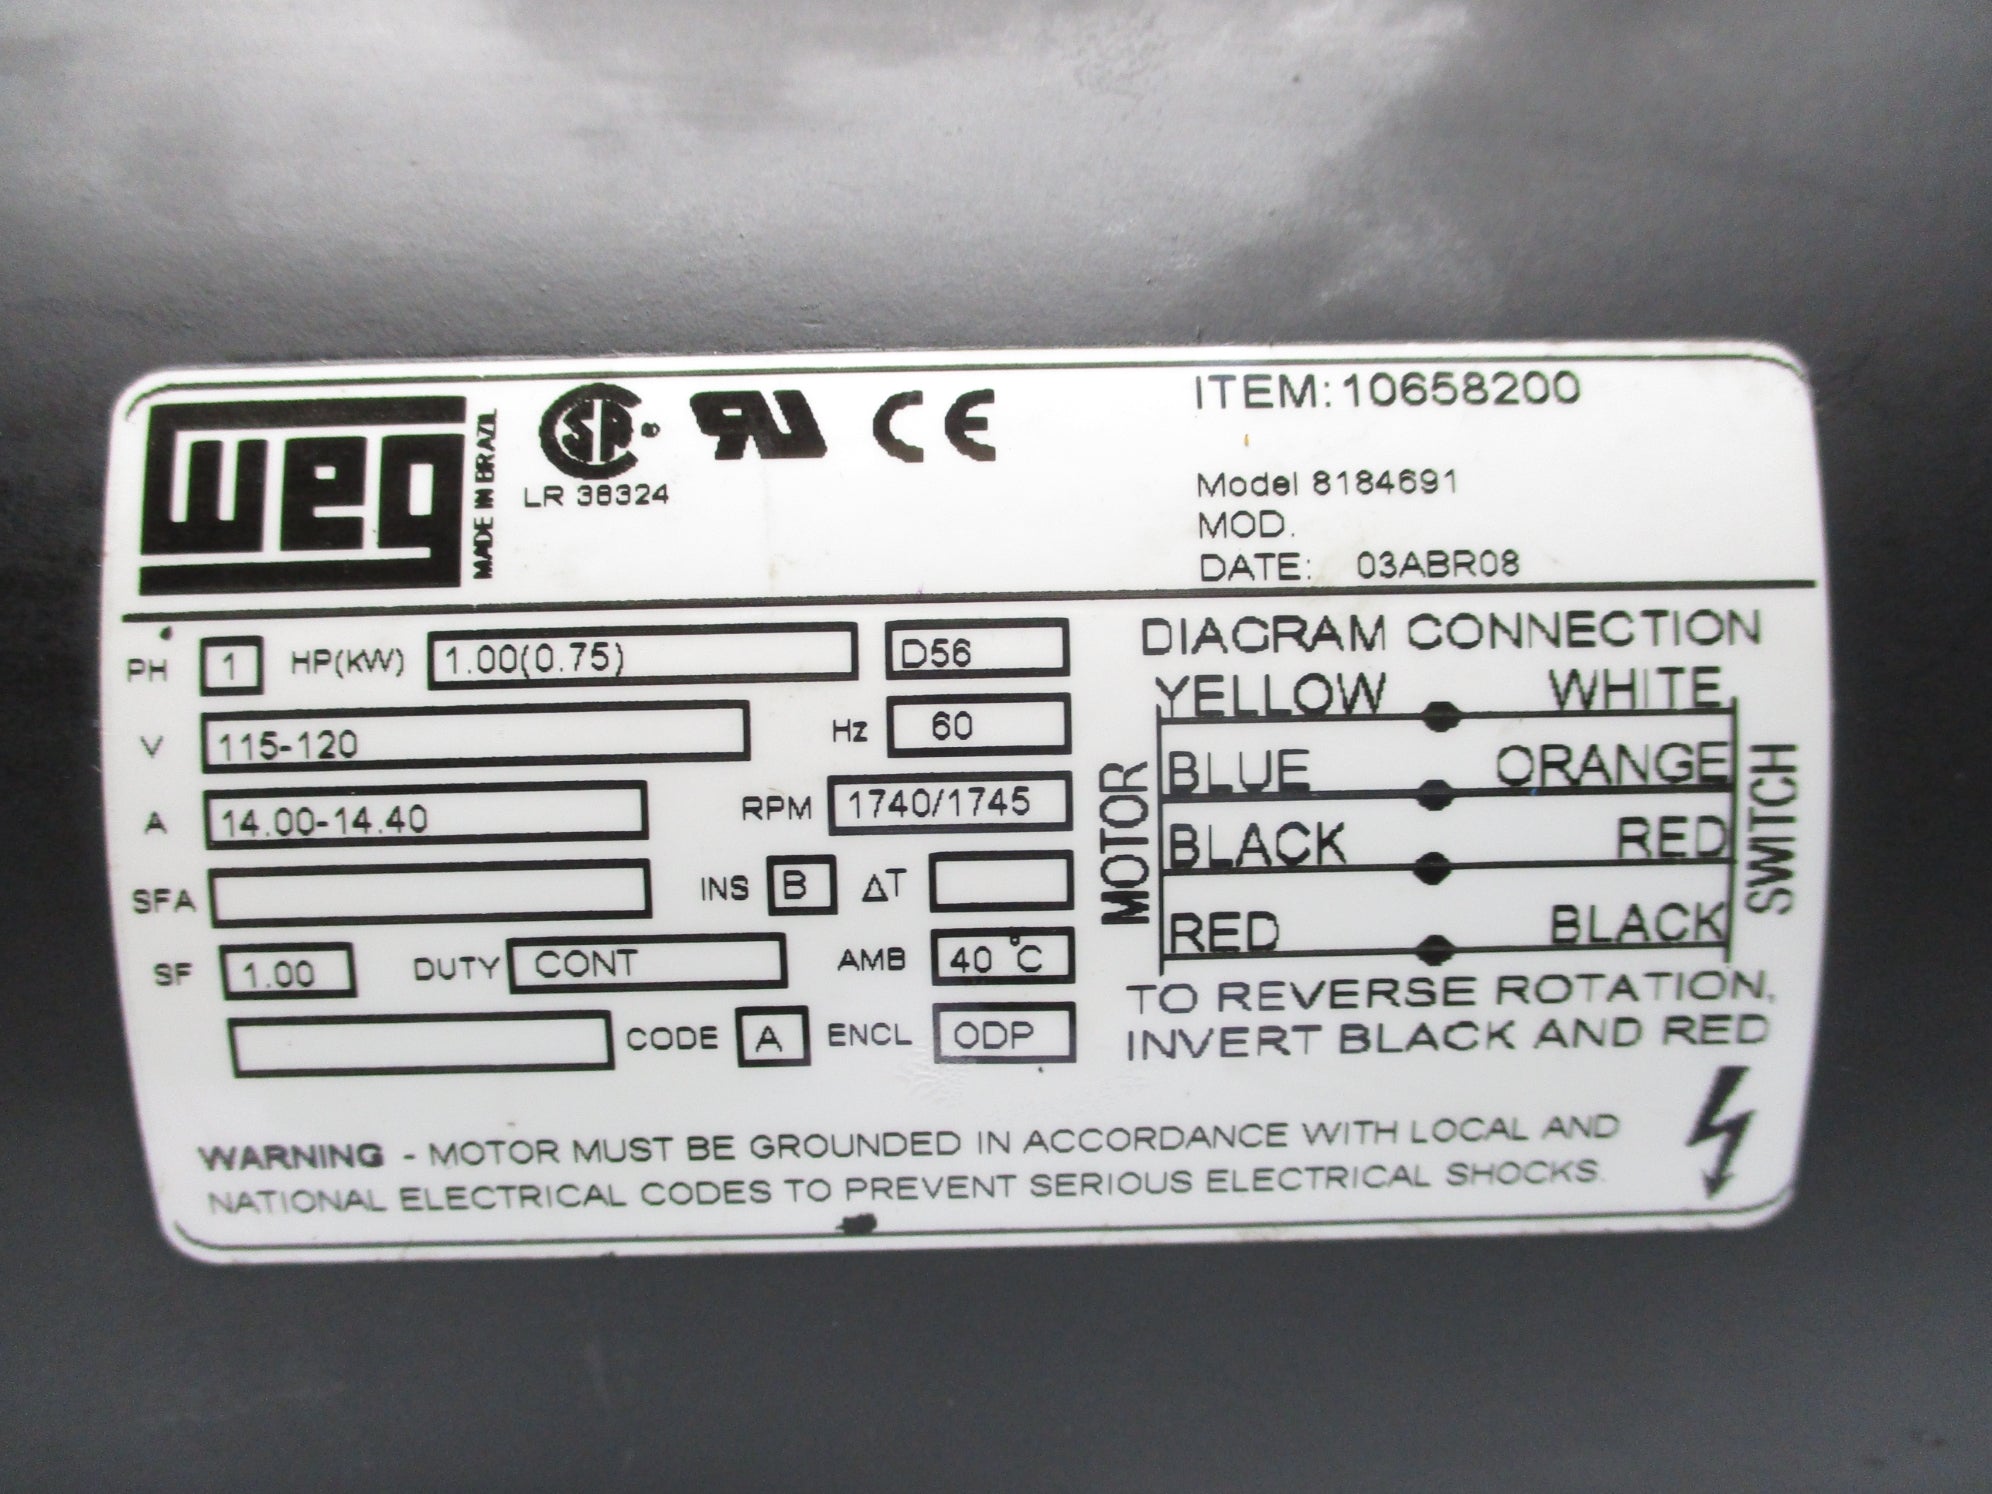 weg
MADE IN BRAZIL
LR 38324
ITEM:10658200
Model 8184691
MOD.
DATE: 03ABR08
PH 1 HP(KW) 1.00(0.75) D56
V 115-120 Hz 60
A 14.00-14.40 RPM 1740/1745
SFA INS B ΔT
SF 1.00 DUTY CONT AMB 40°C
CODE A ENCL ODP
DIAGRAM CONNECTION
MOTOR
YELLOW WHITE
BLUE ORANGE
BLACK RED
RED BLACK
SWITCH
TO REVERSE ROTATION,
INVERT BLACK AND RED
WARNING - MOTOR MUST BE GROUNDED IN ACCORDANCE WITH LOCAL AND
NATIONAL ELECTRICAL CODES TO PREVENT SERIOUS ELECTRICAL SHOCKS.